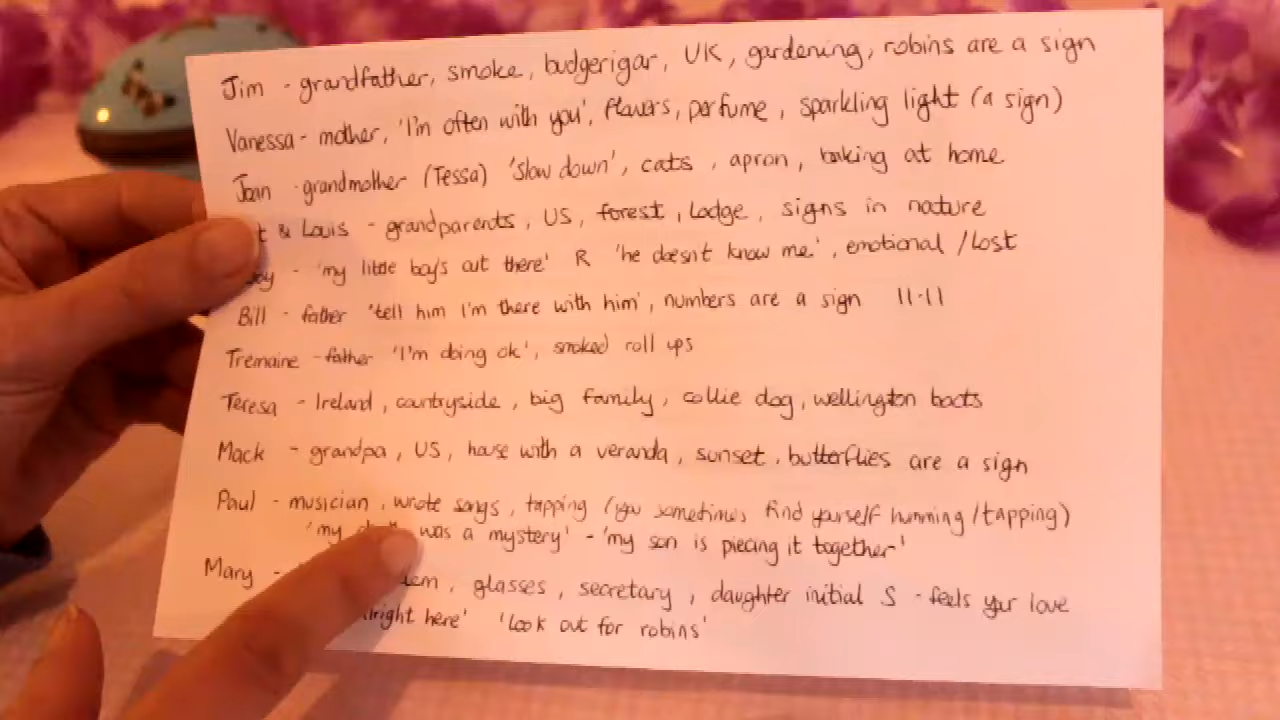 Jim - grandfather, smoke, budgerigar, UK, gardening, robins are a sign
Vanessa - mother, 'I'm often with you', flowers, perfume, sparkling light (a sign)
Joan - grandmother (Tessa) 'slow down', cats, apron, baking at home
& Louis - grandparents, US, forest, Lodge, signs in nature
- 'my little boy's out there' R 'he doesn't know me', emotional / lost
Bill - father 'tell him I'm there with him', numbers are a sign 11.11
Tremaine - father 'I'm doing ok', smoked roll ups
Teresa - Ireland, countryside, big family, collie dog, wellington boots
Mack - grandpa, US, house with a veranda, sunset, butterflies are a sign
Paul - musician, wrote songs, tapping (you sometimes find yourself humming/tapping)
'my was a mystery' - 'my son is piecing it together'
Mary - glasses, secretary, daughter initial S - feels your love
here' 'look out for robins'